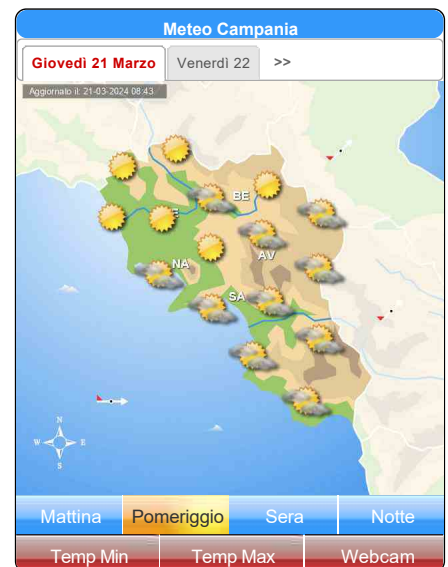 Meteo Campania
Giovedì 21 Marzo Venerdì 22 >>
Aggiornato il: 21-03-2024 08:43
BE
AV
NA
SA
N
W E
S
Mattina Pomeriggio Sera Notte
Temp Min Temp Max Webcam